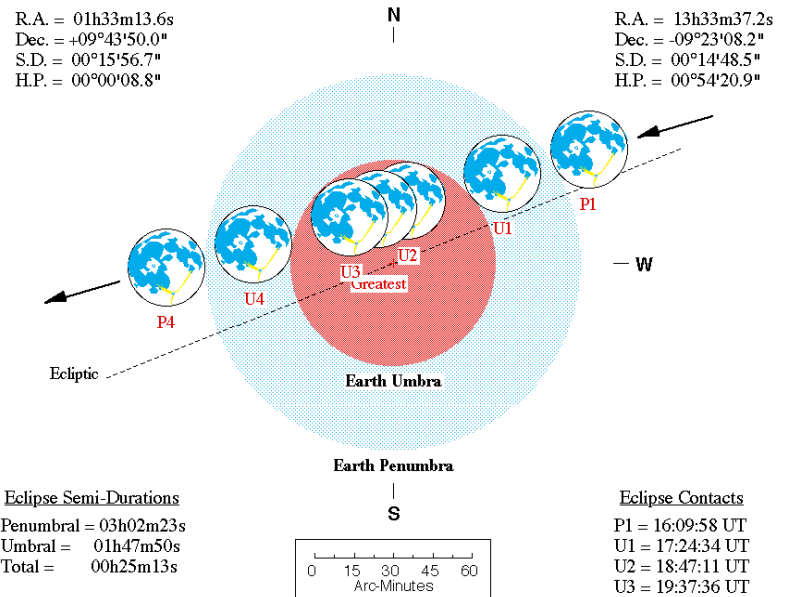 R.A. = 01h33m13.6s
Dec. = +09°43'50.0"
S.D. = 00°15'56.7"
H.P. = 00°00'08.8"
N
R.A. = 13h33m37.2s
Dec. = -09°23'08.2"
S.D. = 00°14'48.5"
H.P. = 00°54'20.9"
P1
U1
U2
W
U3
Greatest
U4
P4
Ecliptic
Earth Umbra
Earth Penumbra
S
Eclipse Semi-Durations
Penumbral = 03h02m23s
Umbral = 01h47m50s
Total = 00h25m13s
0 15 30 45 60
Arc-Minutes
Eclipse Contacts
P1 = 16:09:58 UT
U1 = 17:24:34 UT
U2 = 18:47:11 UT
U3 = 19:37:36 UT